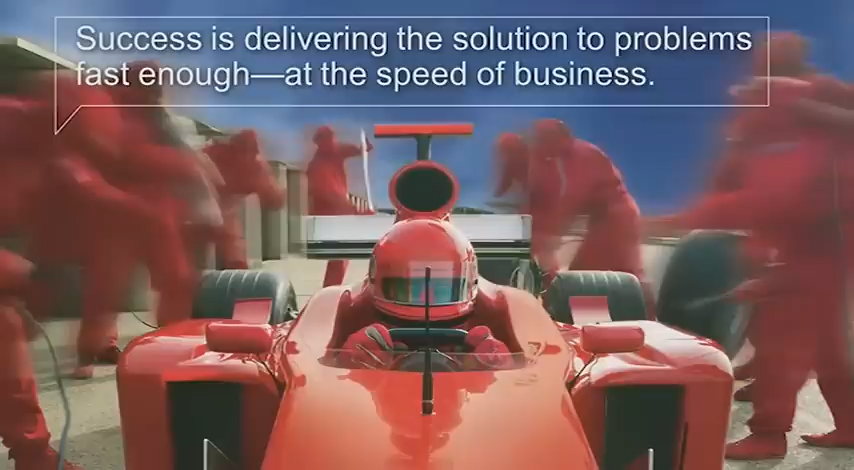 Success is delivering the solution to problems
fast enough—at the speed of business.